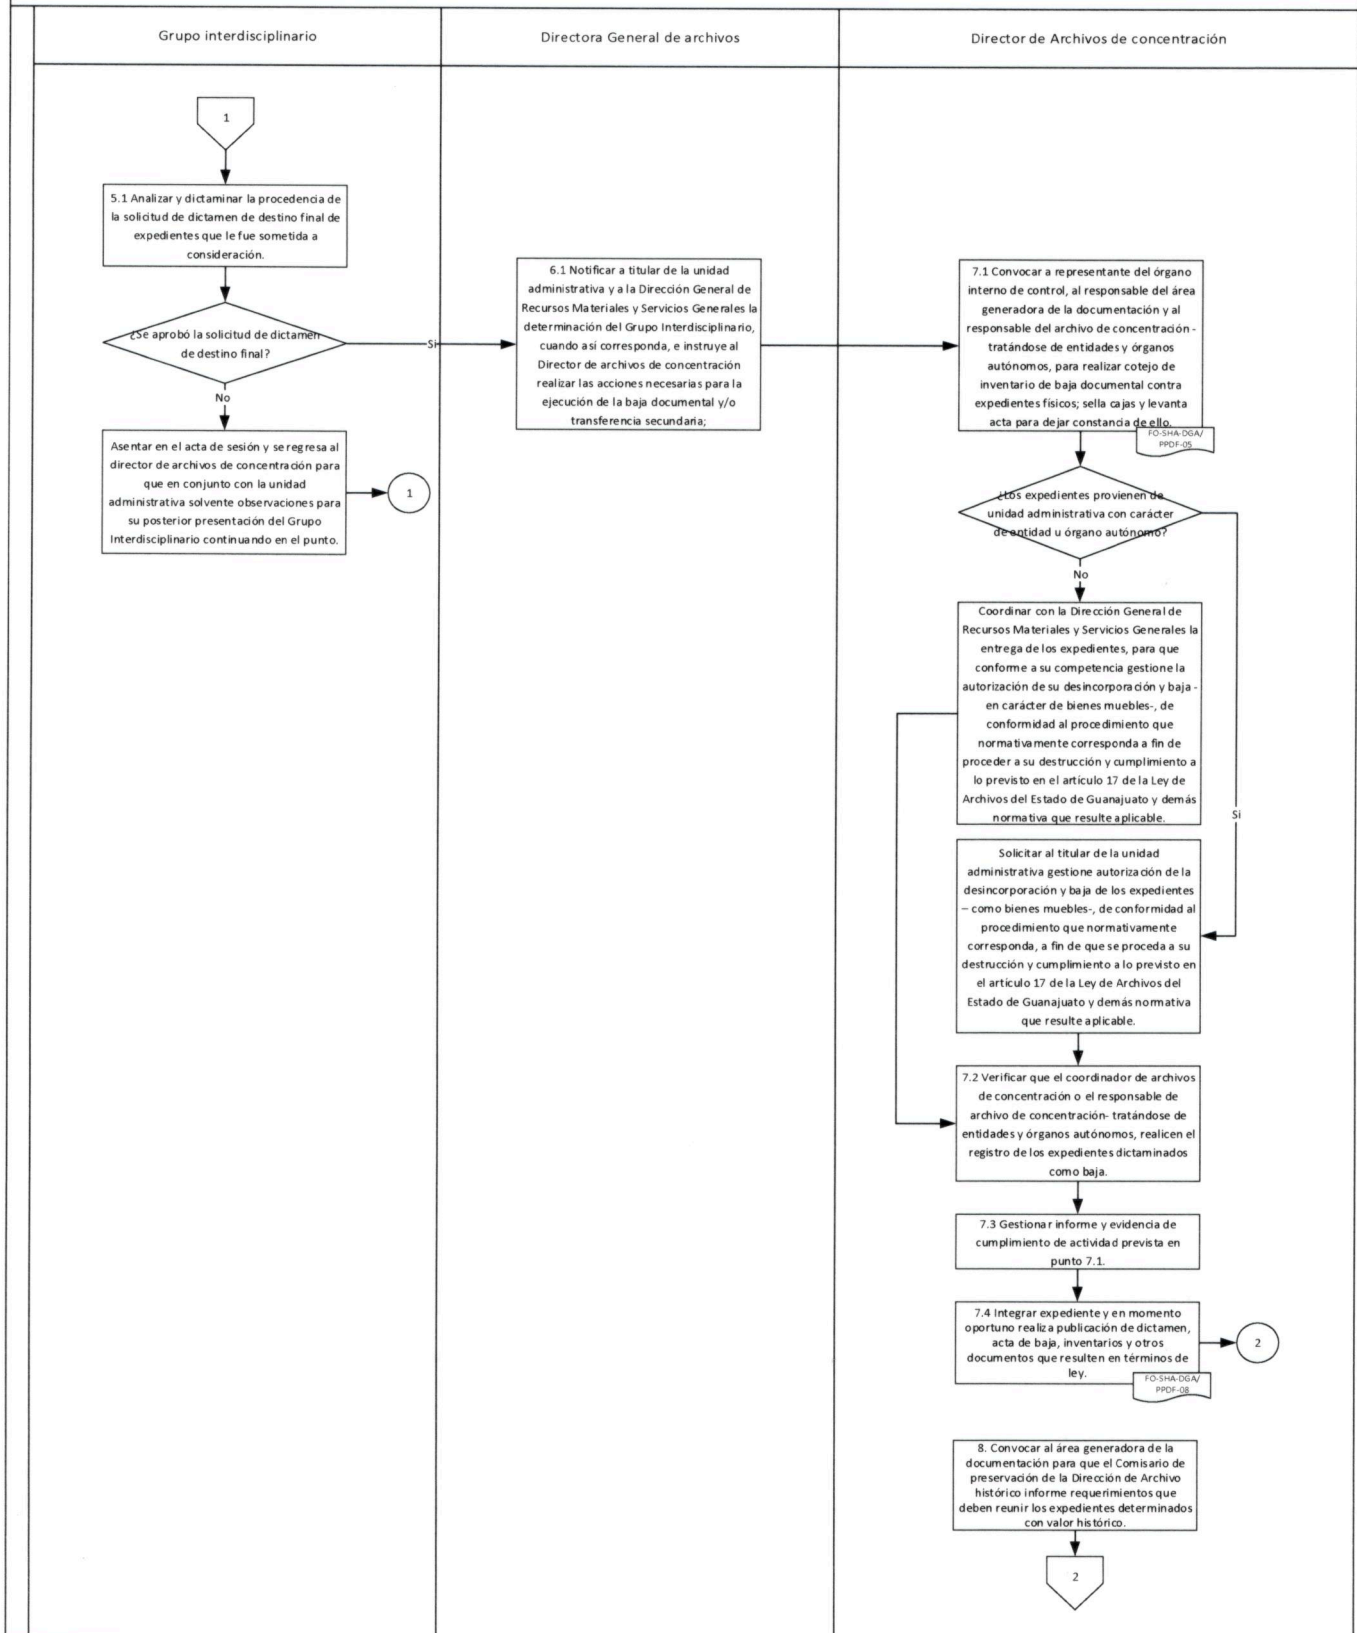 Grupo interdisciplinario
Directora General de archivos
Director de Archivos de concentración
1
5.1 Analizar y dictaminar la procedencia de
la solicitud de dictamen de destino final de
expedientes que le fue sometida a
consideración.
¿Se aprobó la solicitud de dictamen
de destino final?
Si
No
Asentar en el acta de sesión y se regresa al
director de archivos de concentración para
que en conjunto con la unidad
administrativa solvente observaciones para
su posterior presentación del Grupo
Interdisciplinario continuando en el punto.
1
6.1 Notificar a titular de la unidad
administrativa y a la Dirección General de
Recursos Materiales y Servicios Generales la
determinación del Grupo Interdisciplinario,
cuando así corresponda, e instruye al
Director de archivos de concentración
realizar las acciones necesarias para la
ejecución de la baja documental y/o
transferencia secundaria;
7.1 Convocar a representante del órgano
interno de control, al responsable del área
generadora de la documentación y al
responsable del archivo de concentración -
tratándose de entidades y órganos
autónomos, para realizar cotejo de
inventario de baja documental contra
expedientes físicos; sella cajas y levanta
acta para dejar constancia de ello.
FO-SHA-DGA/
PPDF-05
¿Los expedientes provienen de
unidad administrativa con carácter
de entidad u órgano autónomo?
No
Si
Coordinar con la Dirección General de
Recursos Materiales y Servicios Generales la
entrega de los expedientes, para que
conforme a su competencia gestione la
autorización de su desincorporación y baja -
en carácter de bienes muebles-, de
conformidad al procedimiento que
normativamente corresponda a fin de
proceder a su destrucción y cumplimiento a
lo previsto en el artículo 17 de la Ley de
Archivos del Estado de Guanajuato y demás
normativa que resulte aplicable.
Solicitar al titular de la unidad
administrativa gestione autorización de la
desincorporación y baja de los expedientes
– como bienes muebles-, de conformidad al
procedimiento que normativamente
corresponda, a fin de que se proceda a su
destrucción y cumplimiento a lo previsto en
el artículo 17 de la Ley de Archivos del
Estado de Guanajuato y demás normativa
que resulte aplicable.
7.2 Verificar que el coordinador de archivos
de concentración o el responsable de
archivo de concentración- tratándose de
entidades y órganos autónomos, realicen el
registro de los expedientes dictaminados
como baja.
7.3 Gestionar informe y evidencia de
cumplimiento de actividad prevista en
punto 7.1.
7.4 Integrar expediente y en momento
oportuno realiza publicación de dictamen,
acta de baja, inventarios y otros
documentos que resulten en términos de
ley.
2
FO-SHA-DGA/
PPDF-08
8. Convocar al área generadora de la
documentación para que el Comisario de
preservación de la Dirección de Archivo
histórico informe requerimientos que
deben reunir los expedientes determinados
con valor histórico.
2